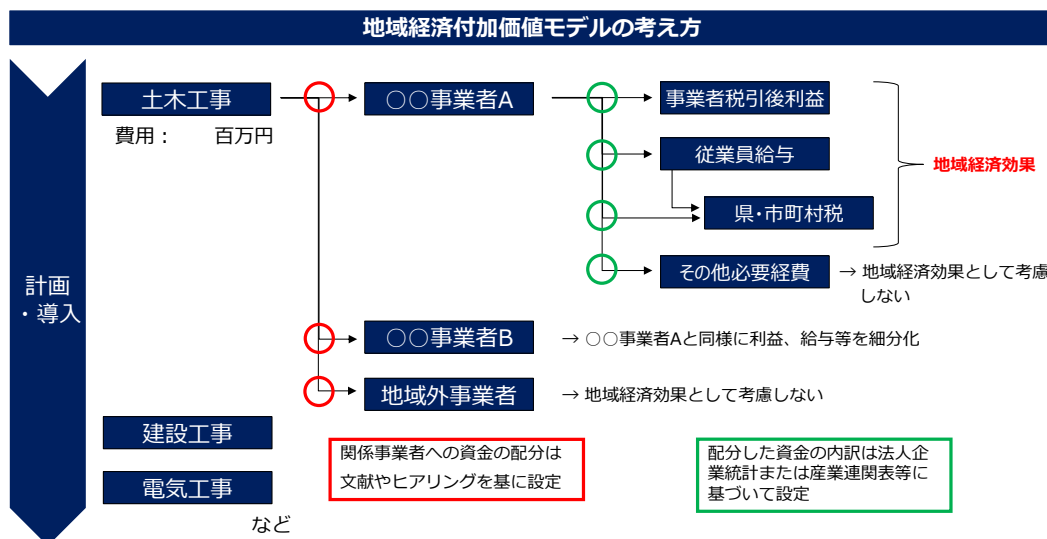 地域経済付加価値モデルの考え方
計画
・導入
土木工事
費用： 百万円
○○事業者A
事業者税引後利益
従業員給与
県・市町村税
地域経済効果
その他必要経費
→ 地域経済効果として考慮
しない
○○事業者B
→ ○○事業者Aと同様に利益、給与等を細分化
地域外事業者
→ 地域経済効果として考慮しない
建設工事
電気工事
など
関係事業者への資金の配分は
文献やヒアリングを基に設定
配分した資金の内訳は法人企
業統計または産業連関表等に
基づいて設定